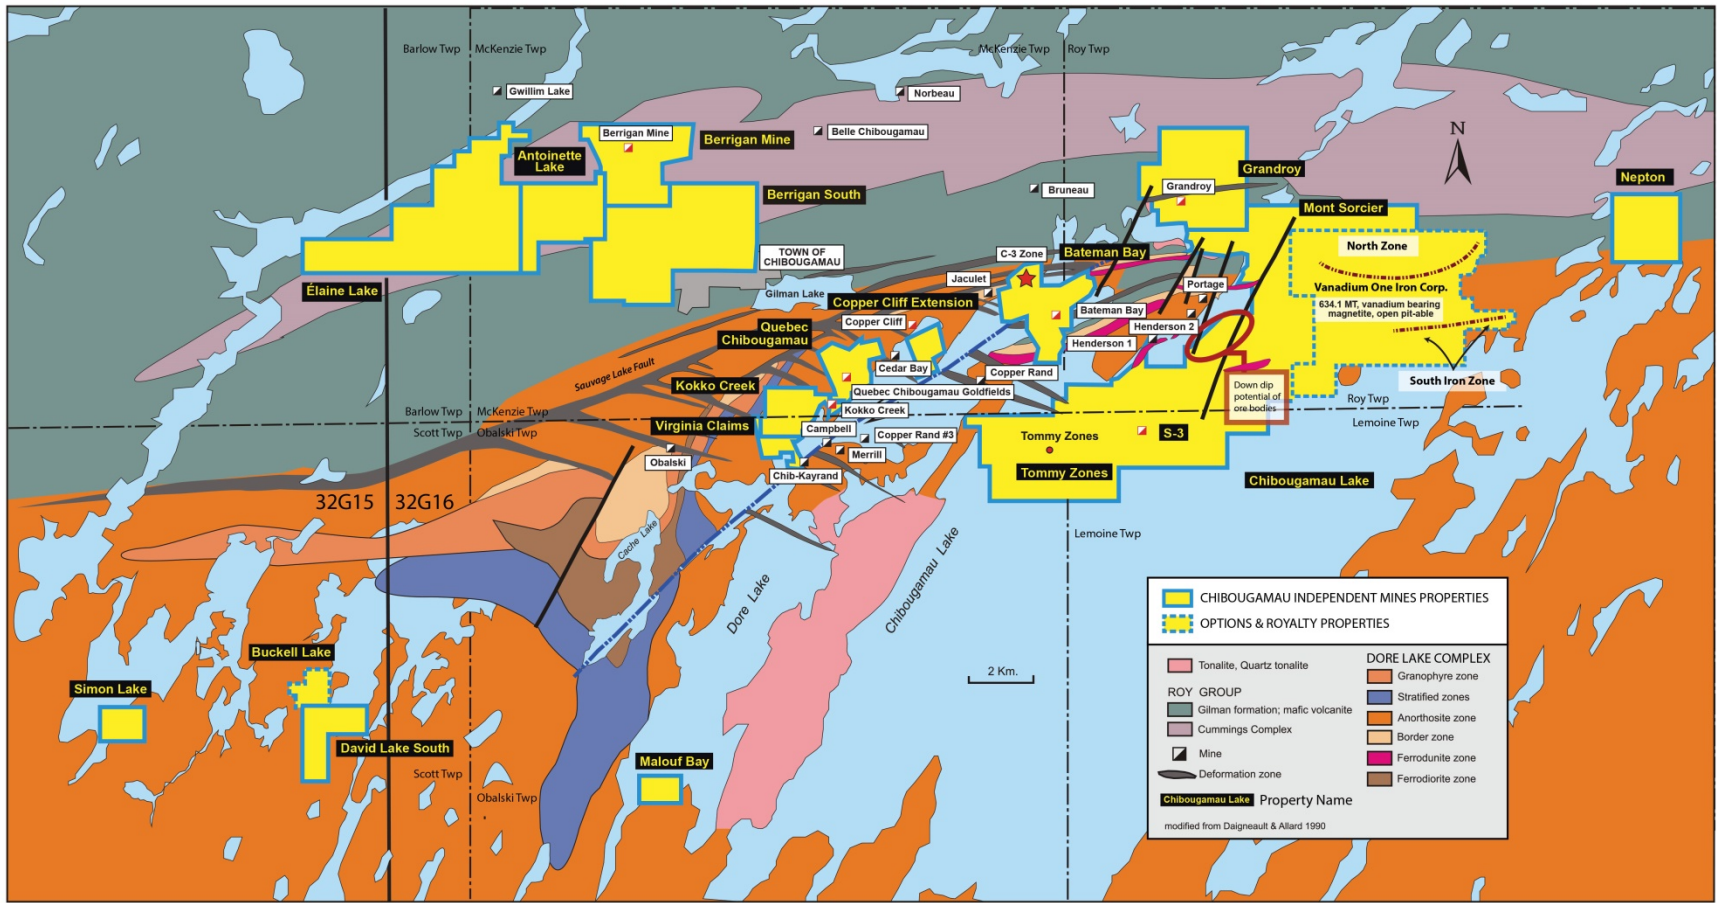 Barlow Twp
McKenzie Twp
McKenzie Twp
Roy Twp
Gwillim Lake
Norbeau
Berrigan Mine
Belle Chibougamau
Berrigan Mine
N
Antoinette
Lake
Grandroy
Nepton
Bruneau
Grandroy
Berrigan South
Mont Sorcier
North Zone
TOWN OF
CHIBOUGAMAU
C-3 Zone
Bateman Bay
Élaine Lake
Gilman Lake
Jaculet
Portage
Vanadium One Iron Corp.
634.1 MT, vanadium bearing
magnetite, open pit-able
Copper Cliff Extension
Bateman Bay
Copper Cliff
Henderson 2
Quebec
Chibougamau
Henderson 1
Sauvage Lake Fault
Cedar Bay
Copper Rand
South Iron Zone
Kokko Creek
Quebec Chibougamau Goldfields
Down dip
potential of
ore bodies
Roy Twp
Barlow Twp
McKenzie Twp
Kokko Creek
Lemoine Twp
Scott Twp
Obalski Twp
Virginia Claims
Campbell
Copper Rand #3
Tommy Zones
S-3
Merrill
Obalski
Chib-Kayrand
Tommy Zones
Chibougamau Lake
32G15
32G16
Cache Lake
Lemoine Twp
Dore Lake
Chibougamau Lake
CHIBOUGAMAU INDEPENDENT MINES PROPERTIES
OPTIONS & ROYALTY PROPERTIES
Buckell Lake
Simon Lake
2 Km.
David Lake South
Malouf Bay
Scott Twp
Obalski Twp
Tonalite, Quartz tonalite
ROY GROUP
Gilman formation; mafic volcanite
Cummings Complex
Mine
Deformation zone
Chibougamau Lake Property Name
modified from Daigneault & Allard 1990
DORE LAKE COMPLEX
Granophyre zone
Stratified zones
Anorthosite zone
Border zone
Ferrodunite zone
Ferrodiorite zone